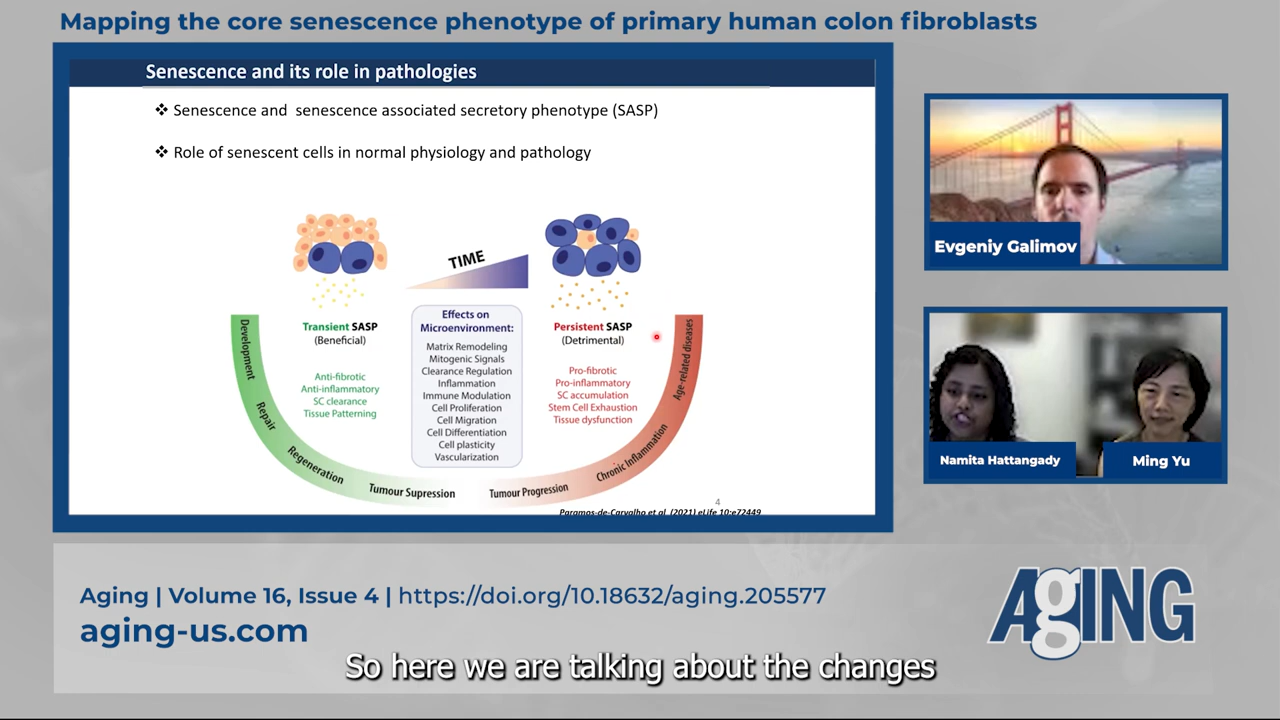 Mapping the core senescence phenotype of primary human colon fibroblasts
Senescence and its role in pathologies
❖ Senescence and senescence associated secretory phenotype (SASP)
❖ Role of senescent cells in normal physiology and pathology
TIME
Development
Repair
Regeneration
Tumour Supression
Transient SASP
(Beneficial)
Anti-fibrotic
Anti-inflammatory
SC clearance
Tissue Patterning
Effects on
Microenvironment:
Matrix Remodeling
Mitogenic Signals
Clearance Regulation
Inflammation
Immune Modulation
Cell Proliferation
Cell Migration
Cell Differentiation
Cell plasticity
Vascularization
Persistent SASP
(Detrimental)
Pro-fibrotic
Pro-inflammatory
SC accumulation
Stem Cell Exhaustion
Tissue dysfunction
Tumour Progression
Chronic Inflammation
Age-related diseases
4
Paramos-de-Carvalho et al. (2021) eLife 10:e72449
Evgeniy Galimov
Namita Hattangady
Ming Yu
Aging | Volume 16, Issue 4 | https://doi.org/10.18632/aging.205577
aging-us.com
AgING
So here we are talking about the changes